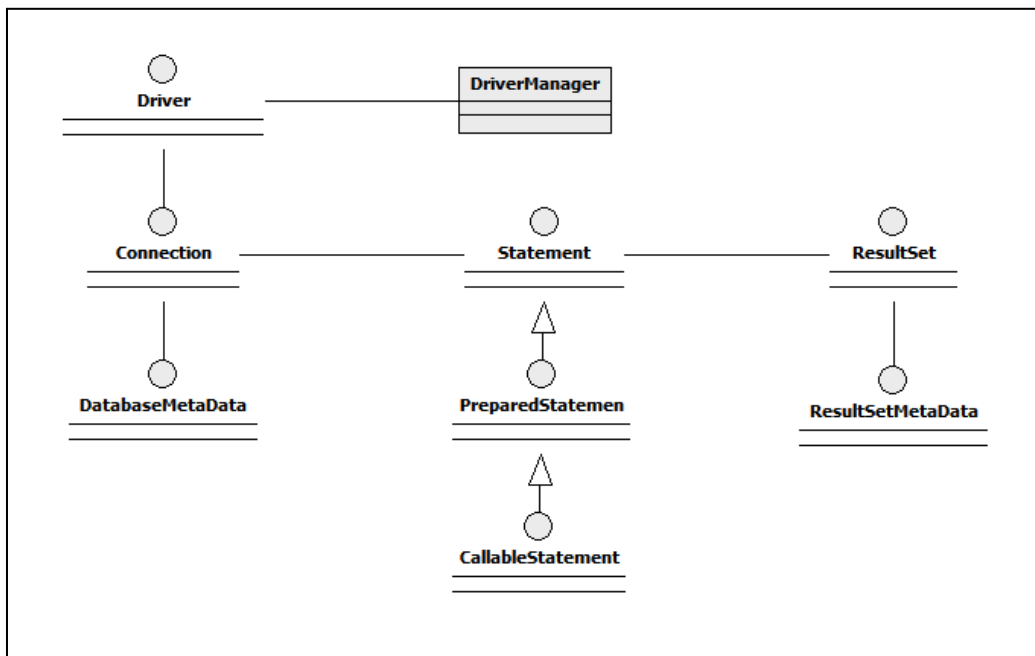 Driver
DriverManager
Connection
Statement
ResultSet
DatabaseMetaData
PreparedStatemen
ResultSetMetaData
CallableStatement